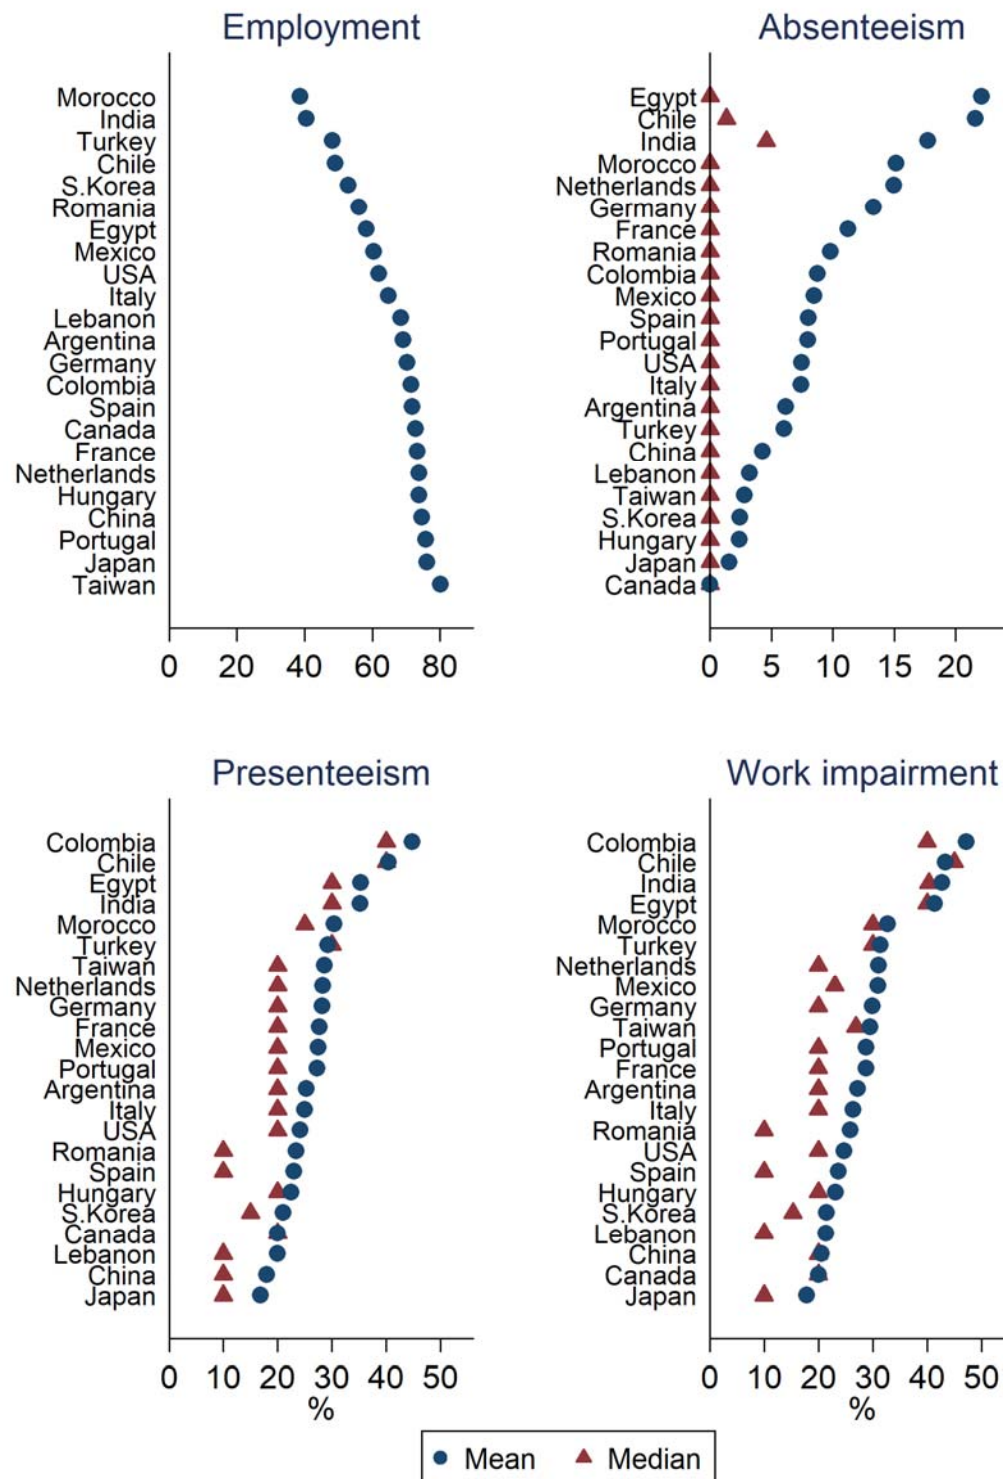 Employment
Morocco
India
Turkey
Chile
S.Korea
Romania
Egypt
Mexico
USA
Italy
Lebanon
Argentina
Germany
Colombia
Spain
Canada
France
Netherlands
Hungary
China
Portugal
Japan
Taiwan
0 20 40 60 80
Absenteeism
Egypt
Chile
India
Morocco
Netherlands
Germany
France
Romania
Colombia
Mexico
Spain
Portugal
USA
Italy
Argentina
Turkey
China
Lebanon
Taiwan
S.Korea
Hungary
Japan
Canada
0 5 10 15 20
Presenteeism
Colombia
Chile
Egypt
India
Morocco
Turkey
Taiwan
Netherlands
Germany
France
Mexico
Portugal
Argentina
Italy
USA
Romania
Spain
Hungary
S.Korea
Canada
Lebanon
China
Japan
0 10 20 30 40 50
%
Work impairment
Colombia
Chile
India
Egypt
Morocco
Turkey
Netherlands
Mexico
Germany
Taiwan
Portugal
France
Argentina
Italy
Romania
USA
Spain
Hungary
S.Korea
Lebanon
China
Canada
Japan
0 10 20 30 40 50
%
Mean Median